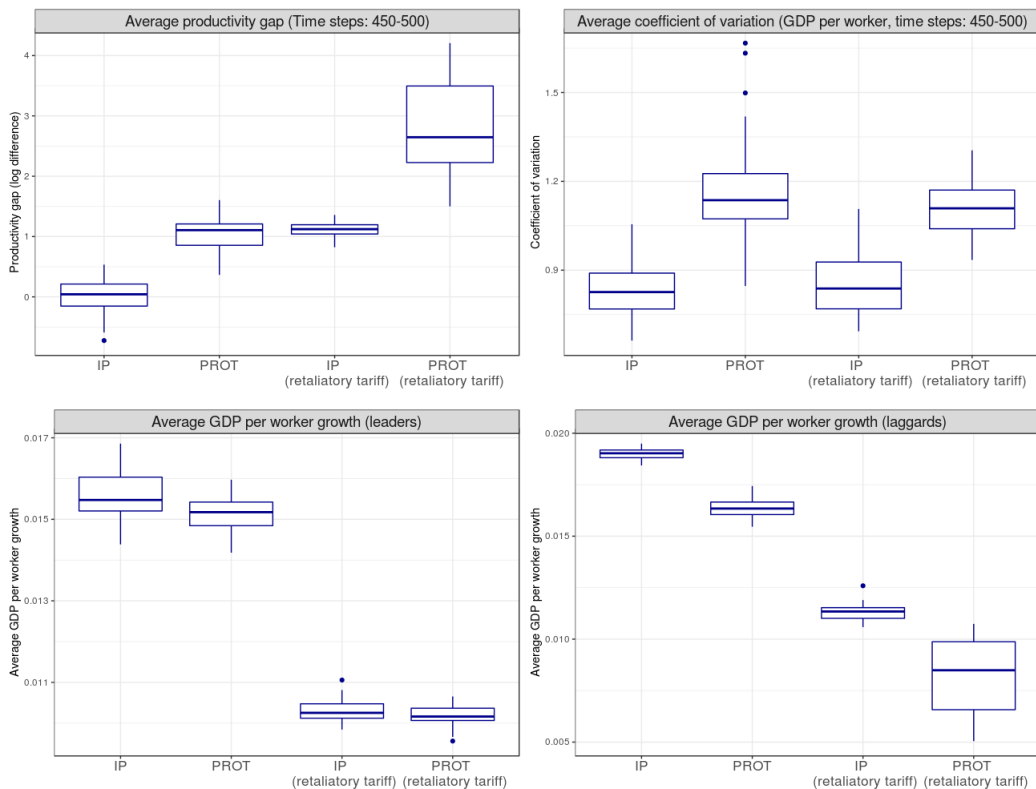 Average productivity gap (Time steps: 450-500)
Productivity gap (log difference)
4
3
2
1
0
IP
PROT
IP
(retaliatory tariff)
PROT
(retaliatory tariff)
Average coefficient of variation (GDP per worker, time steps: 450-500)
Coefficient of variation
1.5
1.2
0.9
IP
PROT
IP
(retaliatory tariff)
PROT
(retaliatory tariff)
Average GDP per worker growth (leaders)
Average GDP per worker growth
0.017
0.015
0.013
0.011
IP
PROT
IP
(retaliatory tariff)
PROT
(retaliatory tariff)
Average GDP per worker growth (laggards)
Average GDP per worker growth
0.020
0.015
0.010
0.005
IP
PROT
IP
(retaliatory tariff)
PROT
(retaliatory tariff)